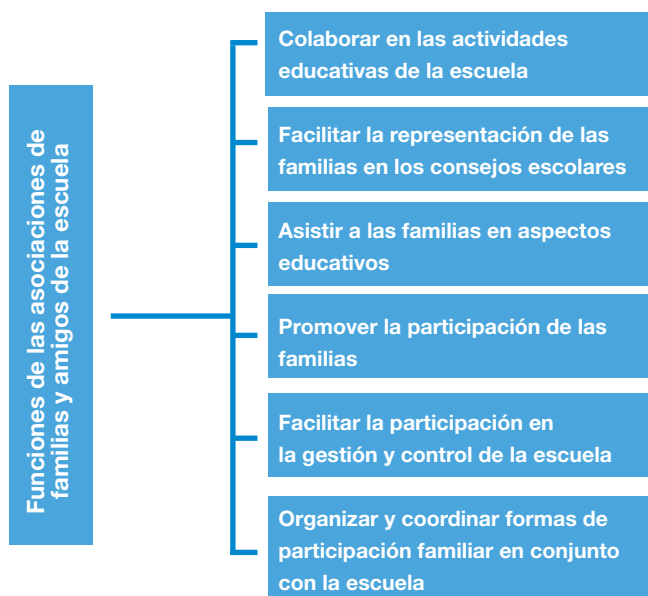 Funciones de las asociaciones de
familias y amigos de la escuela
Colaborar en las actividades
educativas de la escuela
Facilitar la representación de las
familias en los consejos escolares
Asistir a las familias en aspectos
educativos
Promover la participación de las
familias
Facilitar la participación en
la gestión y control de la escuela
Organizar y coordinar formas de
participación familiar en conjunto
con la escuela